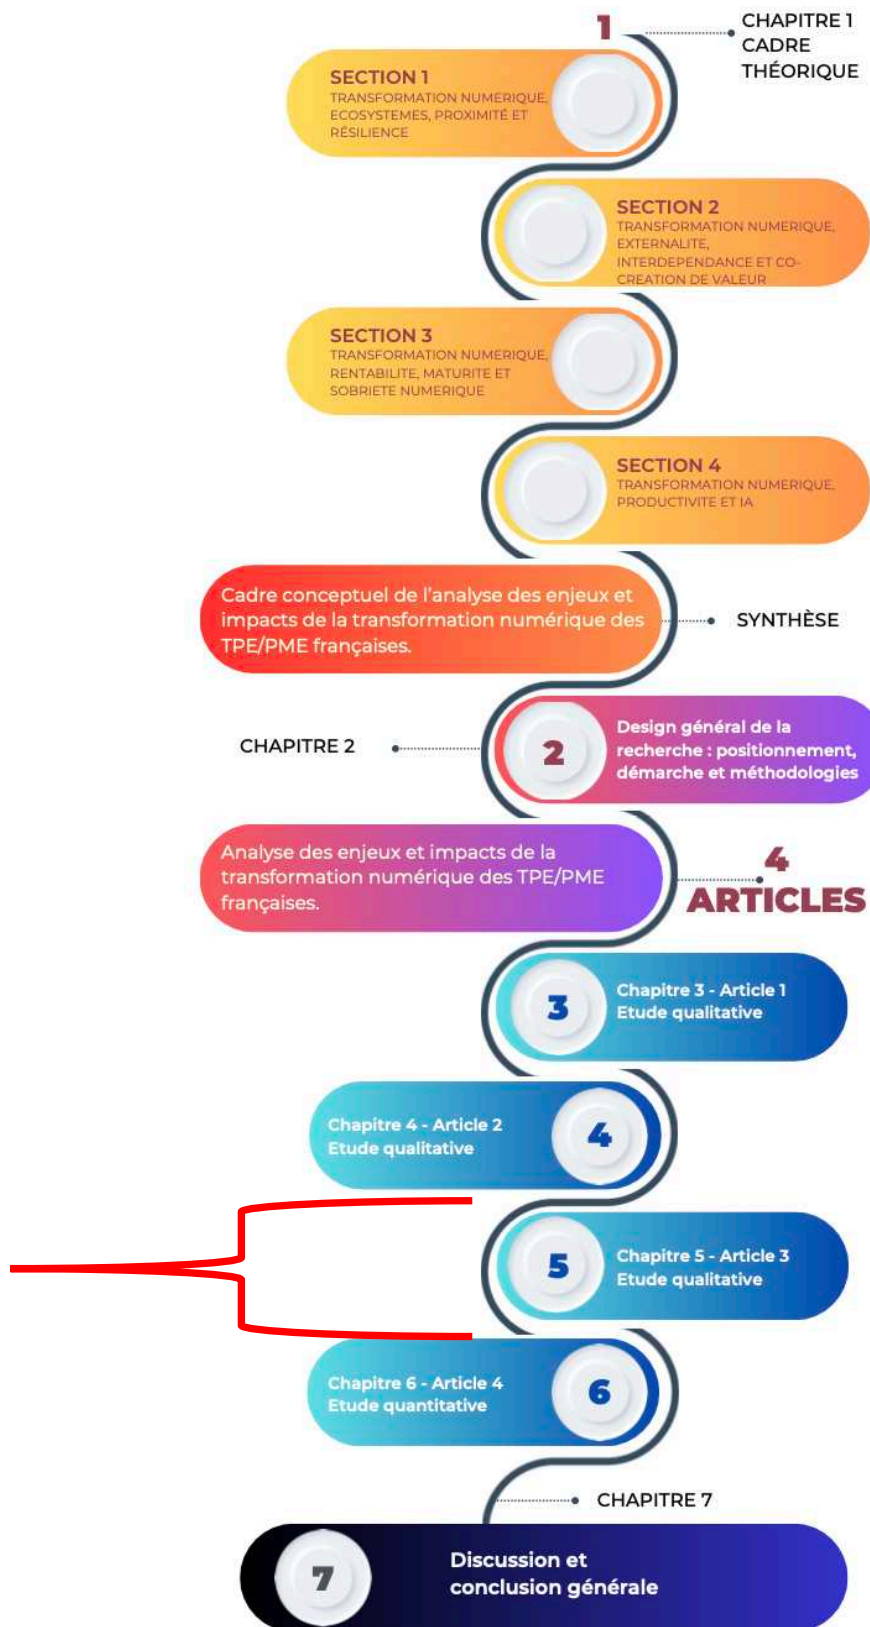 1
CHAPITRE 1
CADRE
THÉORIQUE
SECTION 1
TRANSFORMATION NUMERIQUE,
ECOSYSTEMES, PROXIMITÉ ET
RÉSILIENCE
SECTION 2
TRANSFORMATION NUMERIQUE,
EXTERNALITE,
INTERDEPENDANCE ET CO-
CREATION DE VALEUR
SECTION 3
TRANSFORMATION NUMERIQUE,
RENTABILITE, MATURITE ET
SOBRIETE NUMERIQUE
SECTION 4
TRANSFORMATION NUMERIQUE,
PRODUCTIVITE ET IA
Cadre conceptuel de l'analyse des enjeux et
impacts de la transformation numérique des
TPE/PME françaises.
SYNTHÈSE
CHAPITRE 2
2
Design général de la
recherche : positionnement,
démarche et méthodologies
Analyse des enjeux et impacts de la
transformation numérique des TPE/PME
françaises.
4
ARTICLES
3
Chapitre 3 - Article 1
Etude qualitative
Chapitre 4 - Article 2
Etude qualitative
4
5
Chapitre 5 - Article 3
Etude qualitative
Chapitre 6 - Article 4
Etude quantitative
6
CHAPITRE 7
7
Discussion et
conclusion générale